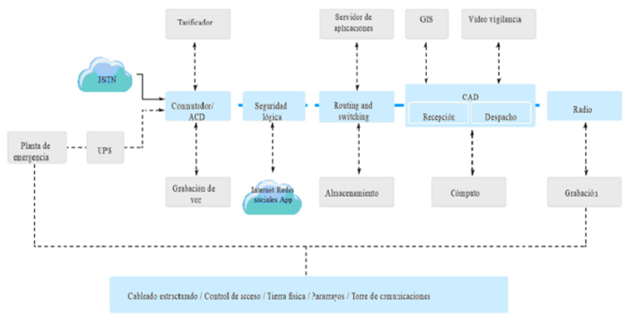 Tarificador
Servidor de
aplicaciones
GIS
Video vigilancia
PSTN
Conmutador/
ACD
Seguridad
lógica
Routing and
switching
CAD
Recepción
Despacho
Radio
Planta de
emergencia
UPS
Grabación de
voz
Internet Redes
sociales App
Almacenamiento
Cómputo
Grabación
Cableado estructurado / Control de acceso / Tierra física / Pararrayos / Torre de comunicaciones